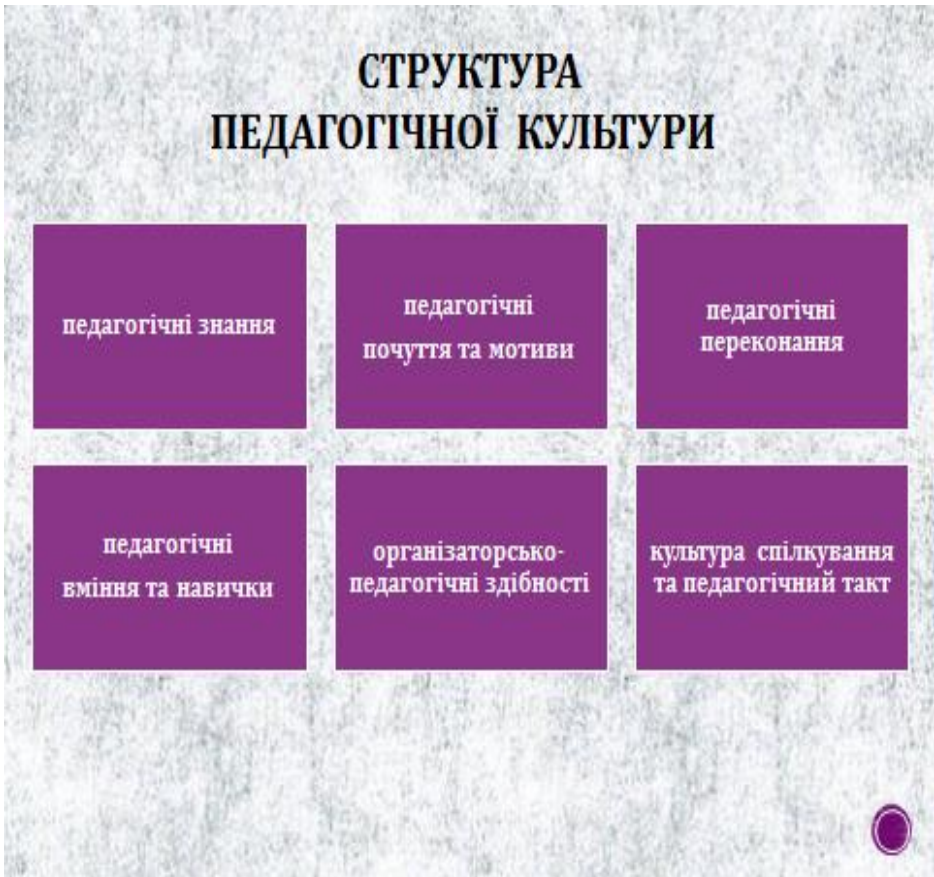 СТРУКТУРА
ПЕДАГОГІЧНОЇ КУЛЬТУРИ
педагогічні знання
педагогічні
почуття та мотиви
педагогічні
переконання
педагогічні
вміння та навички
організаторсько-
педагогічні здібності
культура спілкування
та педагогічний такт